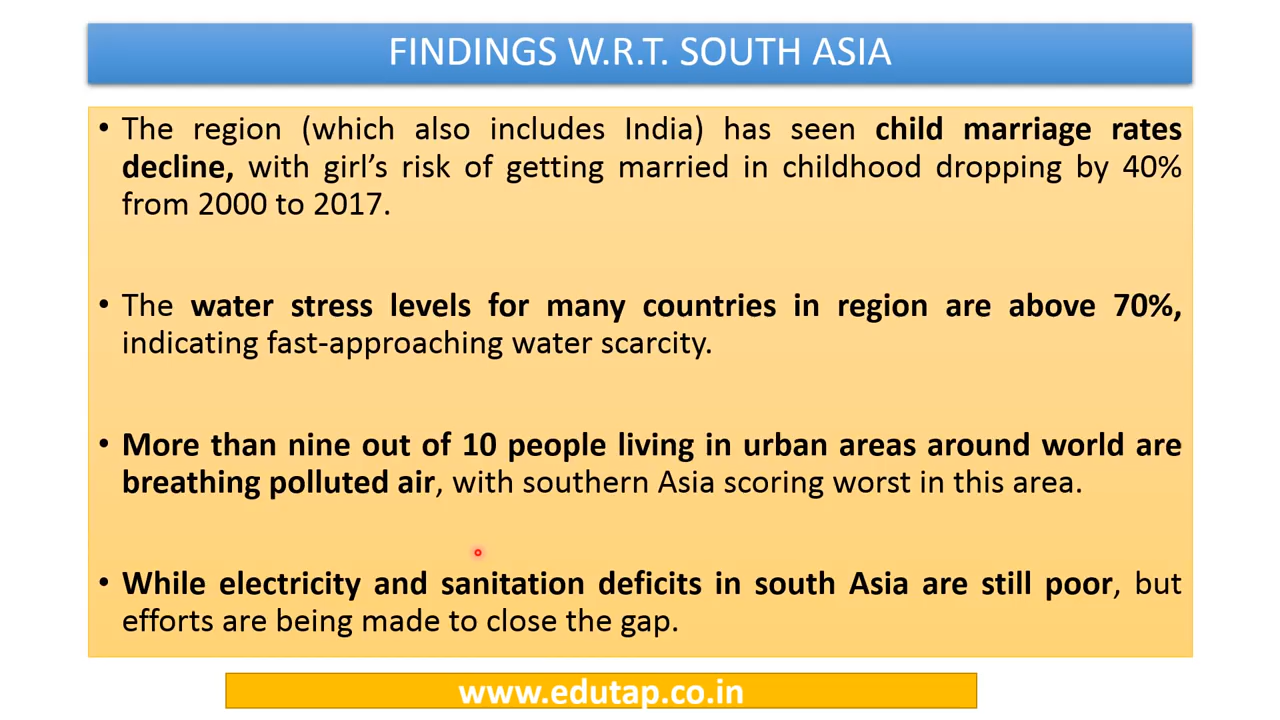 FINDINGS W.R.T. SOUTH ASIA
• The region (which also includes India) has seen child marriage rates
decline, with girl’s risk of getting married in childhood dropping by 40%
from 2000 to 2017.
• The water stress levels for many countries in region are above 70%,
indicating fast-approaching water scarcity.
• More than nine out of 10 people living in urban areas around world are
breathing polluted air, with southern Asia scoring worst in this area.
• While electricity and sanitation deficits in south Asia are still poor, but
efforts are being made to close the gap.
www.edutap.co.in